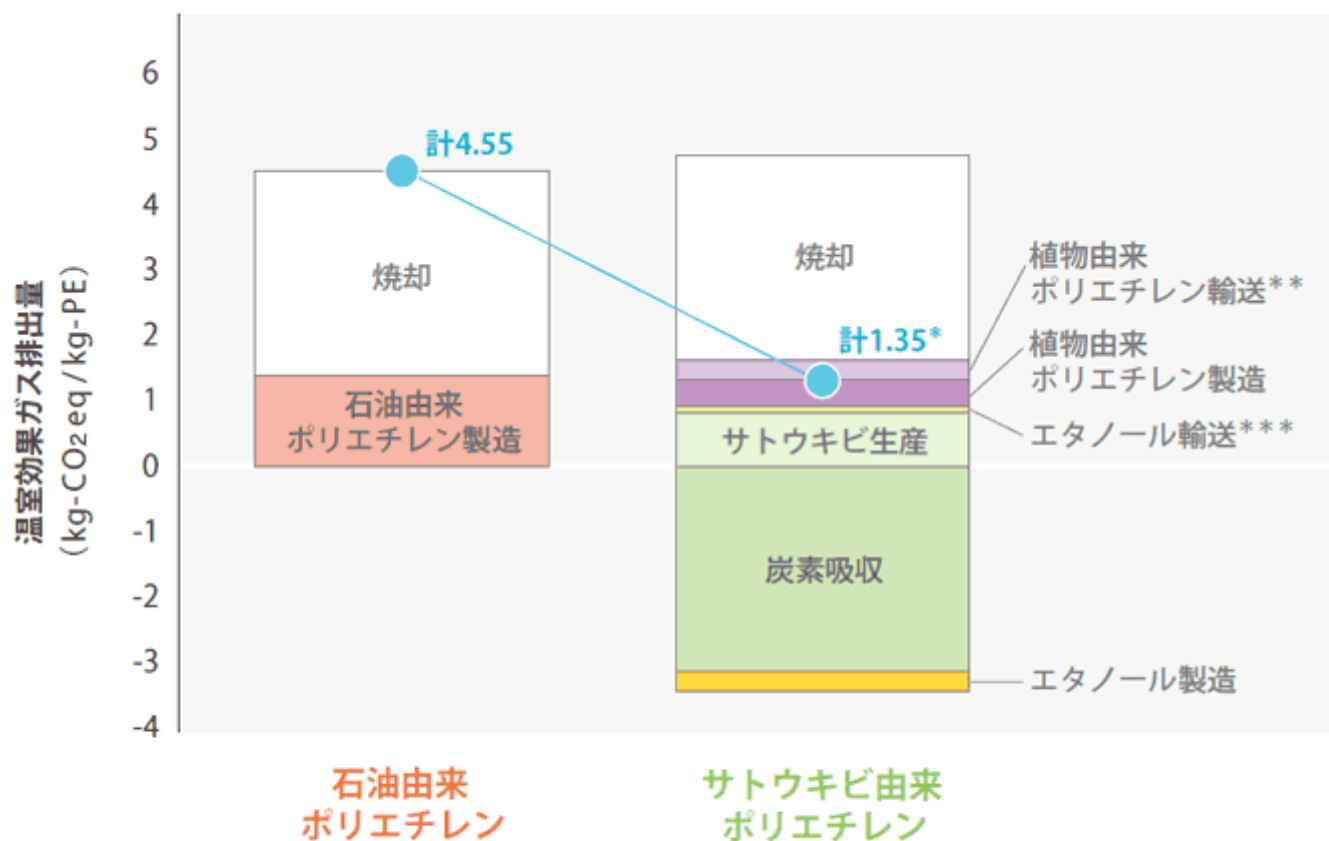 温室効果ガス排出量
（kg-CO₂eq/kg-PE）
6
5
4
3
2
1
0
-1
-2
-3
-4
計4.55
焼却
石油由来
ポリエチレン製造
焼却
計1.35*
サトウキビ生産
炭素吸収
植物由来
ポリエチレン輸送**
植物由来
ポリエチレン製造
エタノール輸送***
エタノール製造
石油由来
ポリエチレン
サトウキビ由来
ポリエチレン